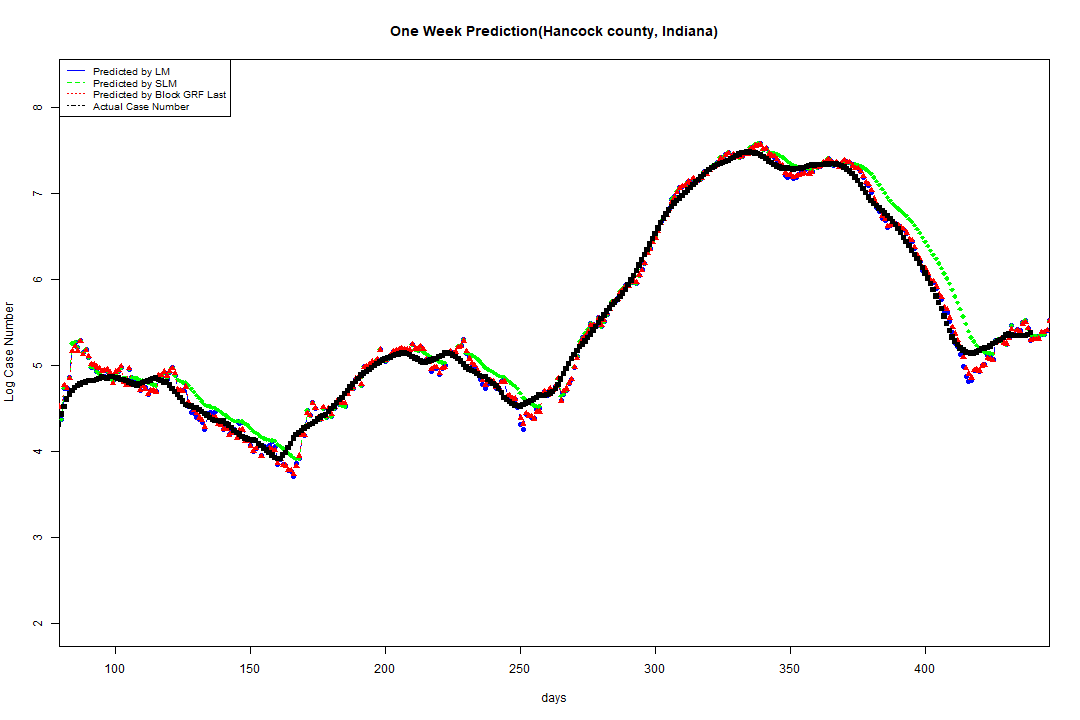 One Week Prediction(Hancock county, Indiana)
Predicted by LM
Predicted by SLM
Predicted by Block GRF Last
Actual Case Number
8
7
6
5
4
3
2
Log Case Number
100 150 200 250 300 350 400
days